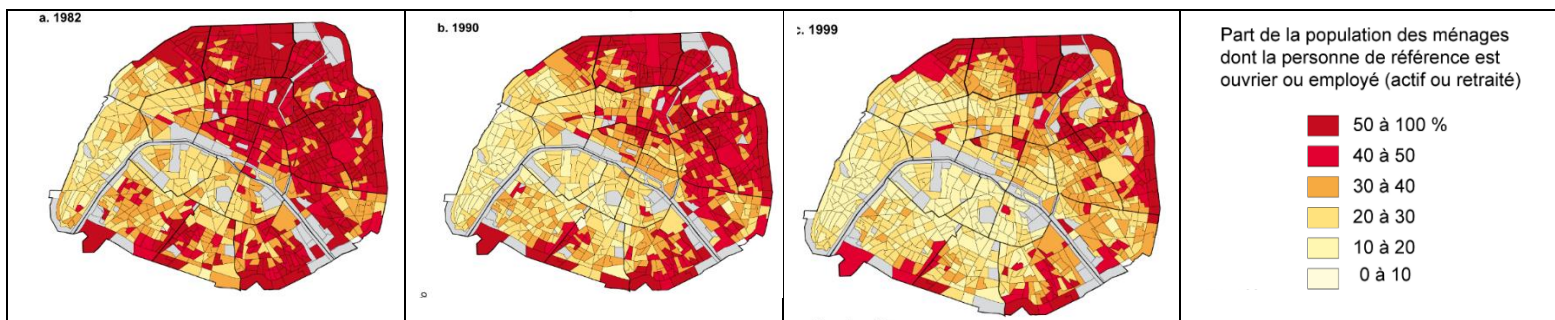 a. 1982
b. 1990
c. 1999
Part de la population des ménages
dont la personne de référence est
ouvrier ou employé (actif ou retraité)
50 à 100 %
40 à 50
30 à 40
20 à 30
10 à 20
0 à 10